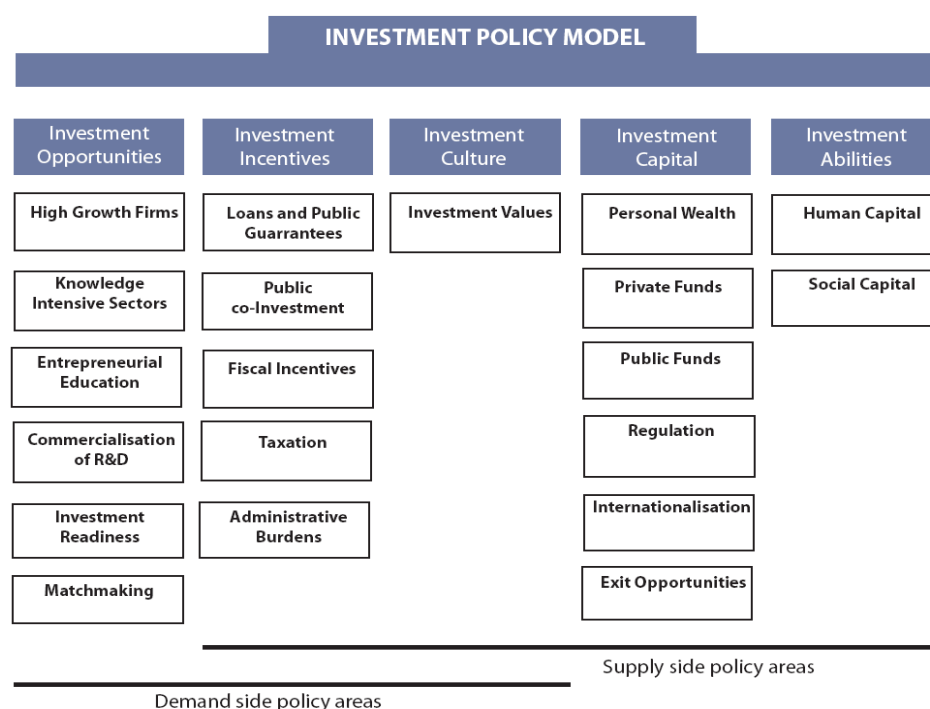 INVESTMENT POLICY MODEL
Investment
Opportunities
High Growth Firms
Knowledge
Intensive Sectors
Entrepreneurial
Education
Commercialisation
of R&D
Investment
Readiness
Matchmaking
Investment
Incentives
Loans and Public
Guarrantees
Public
co-Investment
Fiscal Incentives
Taxation
Administrative
Burdens
Investment
Culture
Investment Values
Investment
Capital
Personal Wealth
Private Funds
Public Funds
Regulation
Internationalisation
Exit Opportunities
Investment
Abilities
Human Capital
Social Capital
Supply side policy areas
Demand side policy areas